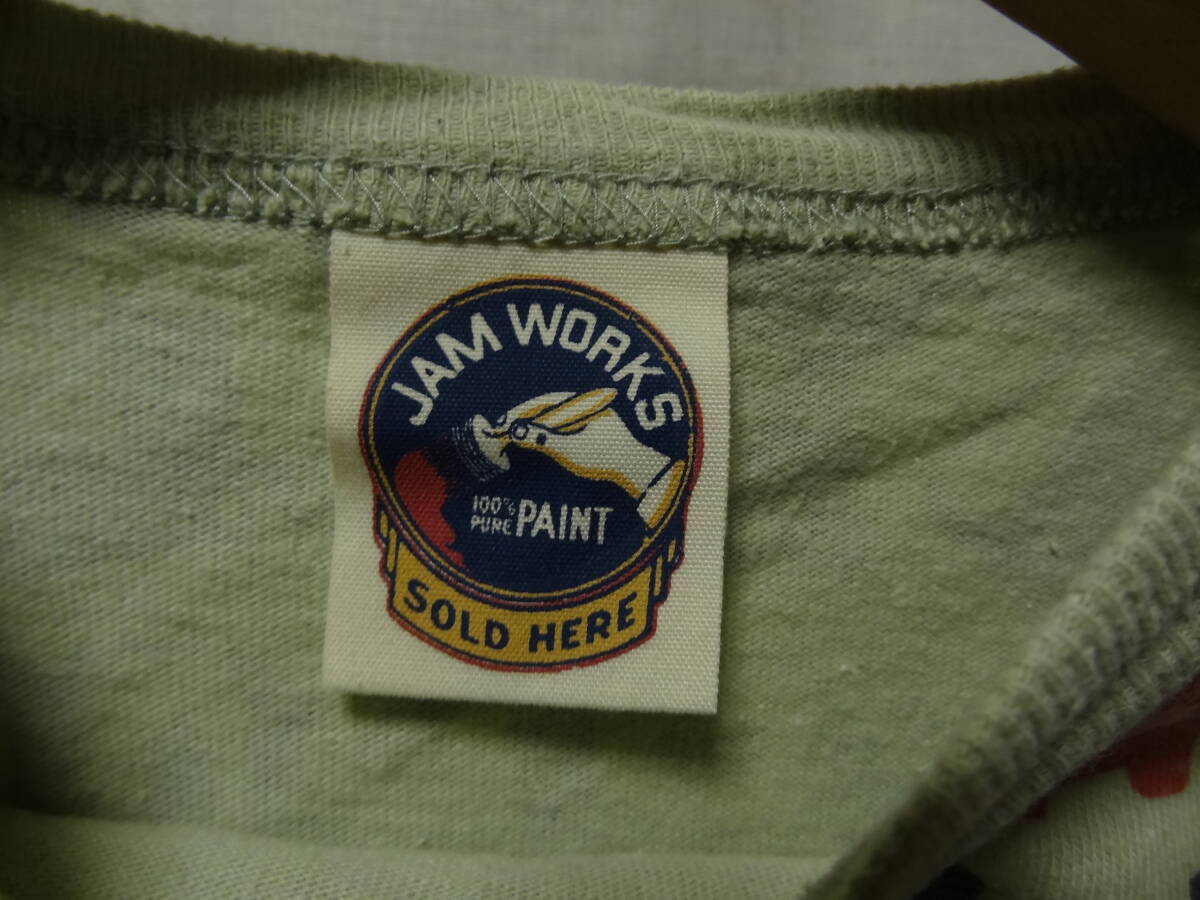 JAM WORKS
100%
PURE PAINT
SOLD HERE